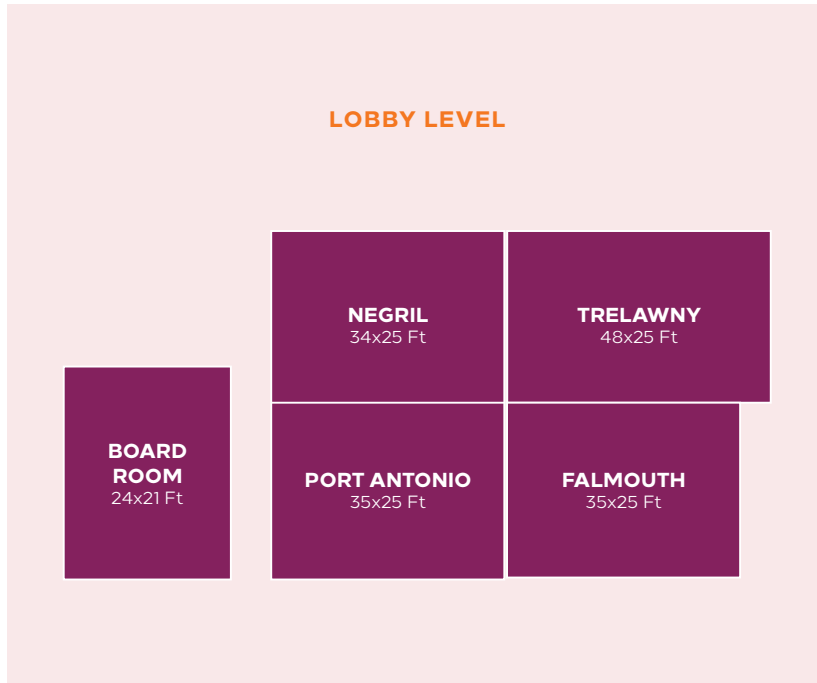 LOBBY LEVEL
NEGRIL
34x25 Ft
TRELAWNY
48x25 Ft
BOARD
ROOM
24x21 Ft
PORT ANTONIO
35x25 Ft
FALMOUTH
35x25 Ft